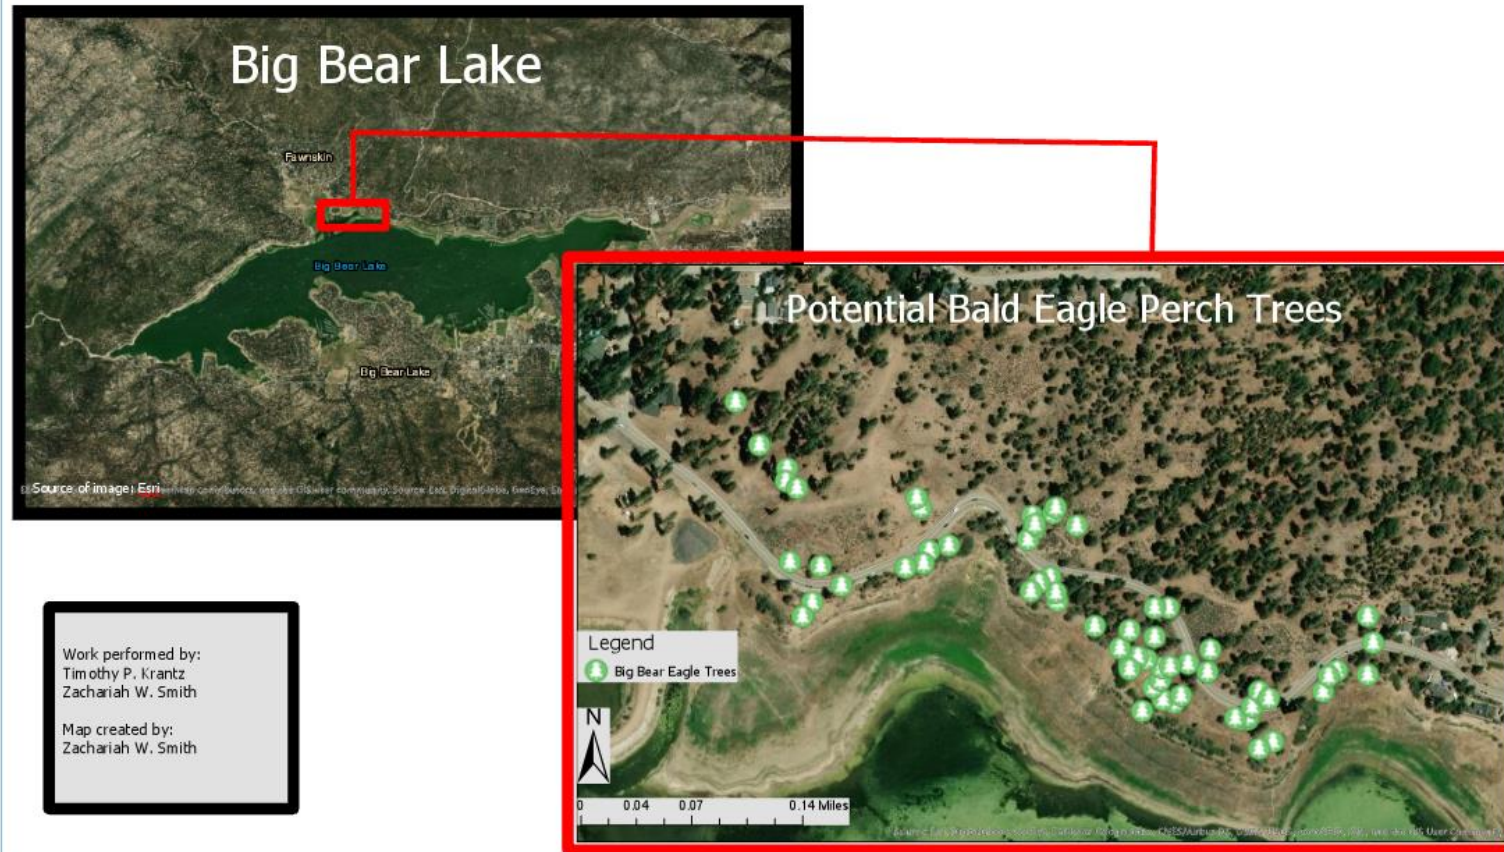 Big Bear Lake
Fawnskin
Big Bear Lake
Big Bear Lake
Source of image: Esri
Potential Bald Eagle Perch Trees
Legend
Big Bear Eagle Trees
N
0 0.04 0.07 0.14 Miles
Work performed by:
Timothy P. Krantz
Zachariah W. Smith
Map created by:
Zachariah W. Smith